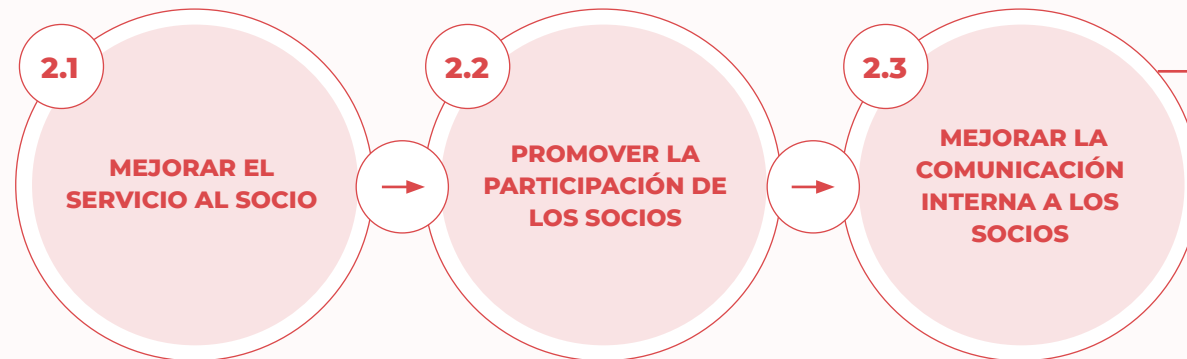 2.1
MEJORAR EL
SERVICIO AL SOCIO
2.2
PROMOVER LA
PARTICIPACIÓN DE
LOS SOCIOS
2.3
MEJORAR LA
COMUNICACIÓN
INTERNA A LOS
SOCIOS